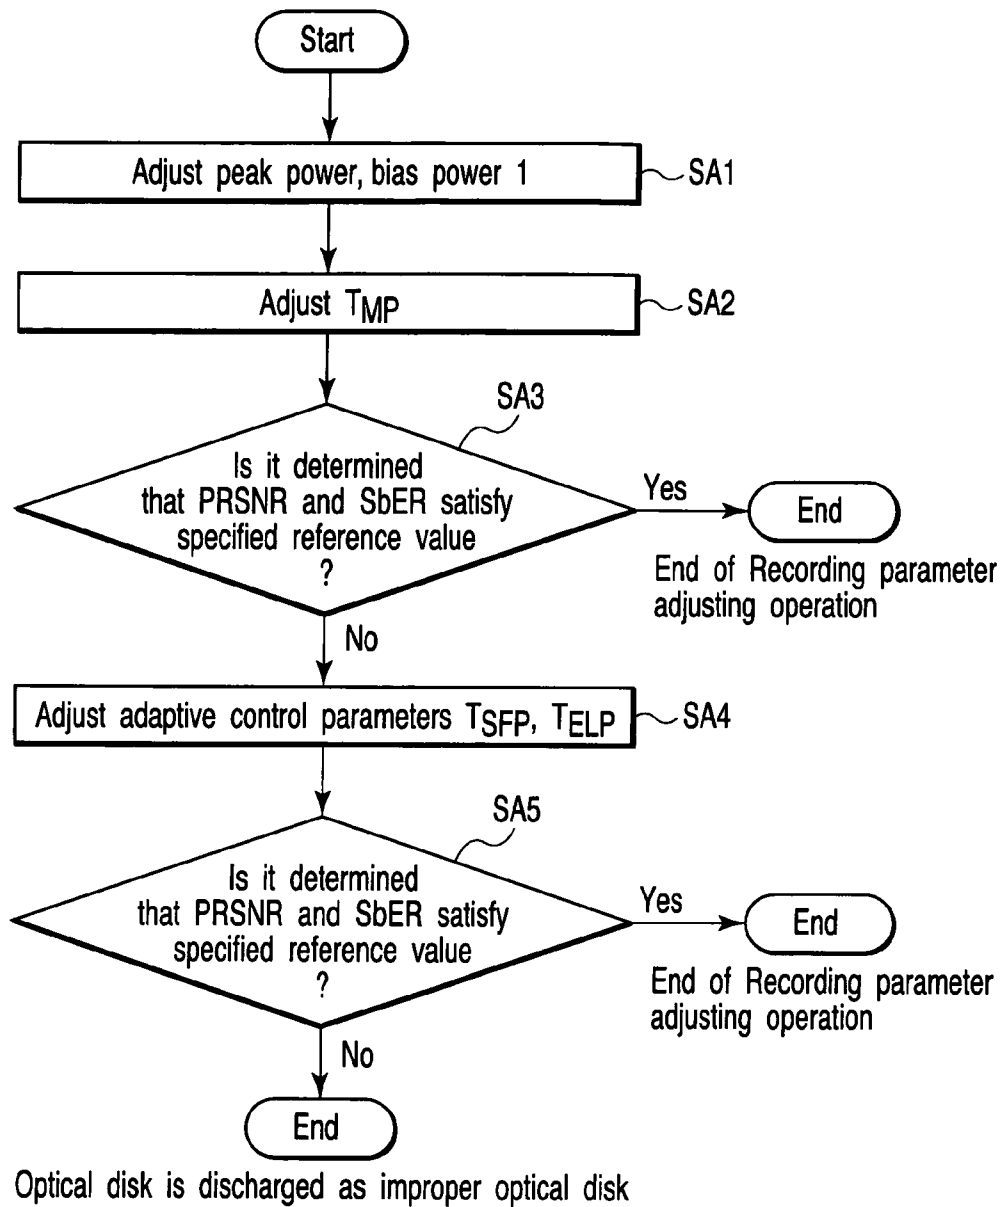 Start
Adjust peak power, bias power 1
SA1
Adjust TMP
SA2
SA3
Is it determined
that PRSNR and SbER satisfy
specified reference value
?
Yes
End
End of Recording parameter
adjusting operation
No
Adjust adaptive control parameters TSFP, TELP
SA4
SA5
Is it determined
that PRSNR and SbER satisfy
specified reference value
?
Yes
End
End of Recording parameter
adjusting operation
No
End
Optical disk is discharged as improper optical disk